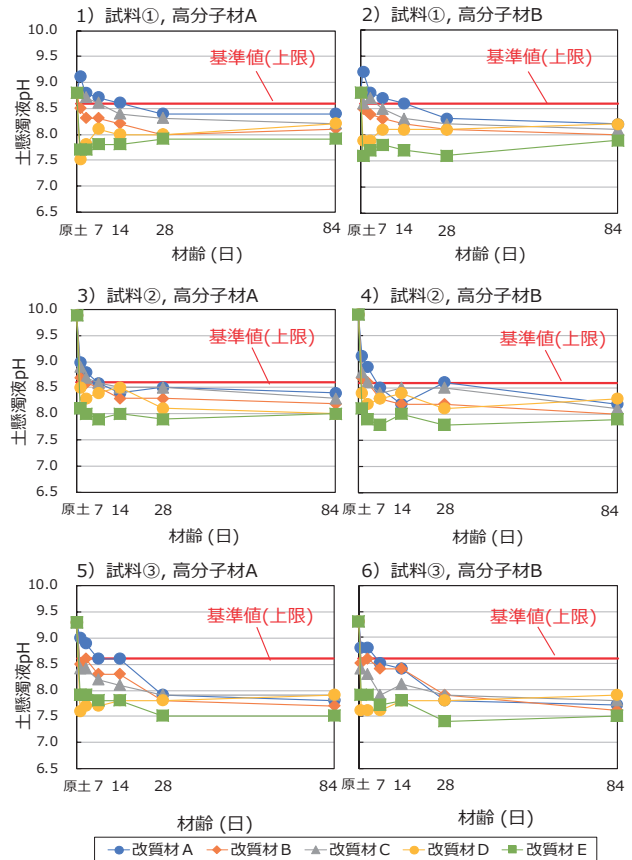 1）試料①, 高分子材A
2）試料①, 高分子材B
土懸濁液pH
10.0
9.5
9.0
8.5
8.0
7.5
7.0
6.5
基準値(上限)
基準値(上限)
原土 7 14 28 84
原土 7 14 28 84
材齢 (日)
材齢 (日)
3）試料②, 高分子材A
4）試料②, 高分子材B
土懸濁液pH
10.0
9.5
9.0
8.5
8.0
7.5
7.0
6.5
基準値(上限)
基準値(上限)
原土 7 14 28 84
原土 7 14 28 84
材齢 (日)
材齢 (日)
5）試料③, 高分子材A
6）試料③, 高分子材B
土懸濁液pH
10.0
9.5
9.0
8.5
8.0
7.5
7.0
6.5
基準値(上限)
基準値(上限)
原土 7 14 28 84
原土 7 14 28 84
材齢 (日)
材齢 (日)
改質材A 改質材B 改質材C 改質材D 改質材E